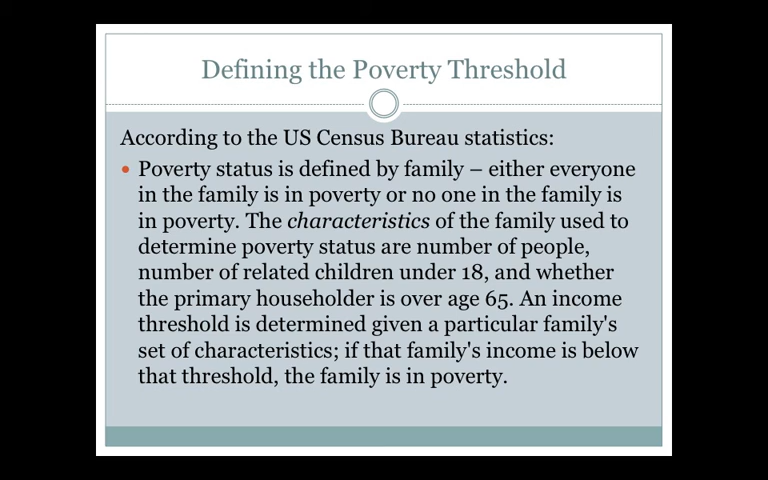 Defining the Poverty Threshold
According to the US Census Bureau statistics:
• Poverty status is defined by family – either everyone
in the family is in poverty or no one in the family is
in poverty. The characteristics of the family used to
determine poverty status are number of people,
number of related children under 18, and whether
the primary householder is over age 65. An income
threshold is determined given a particular family's
set of characteristics; if that family's income is below
that threshold, the family is in poverty.